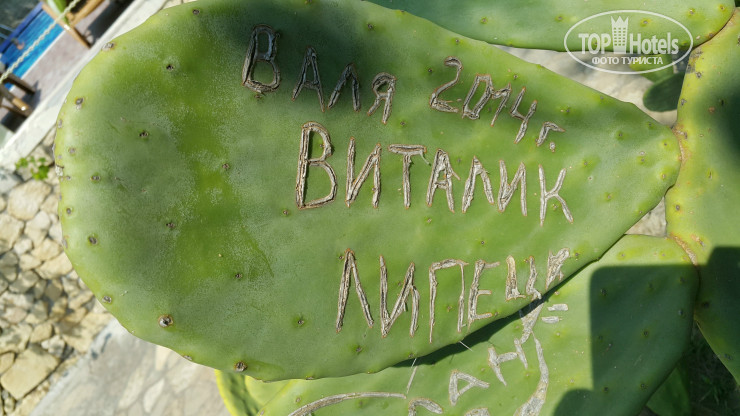 TOP Hotels
ФОТО ТУРИСТА
ВАЛЯ 2014г.
ВИТАЛИК
ЛИПЕЦК